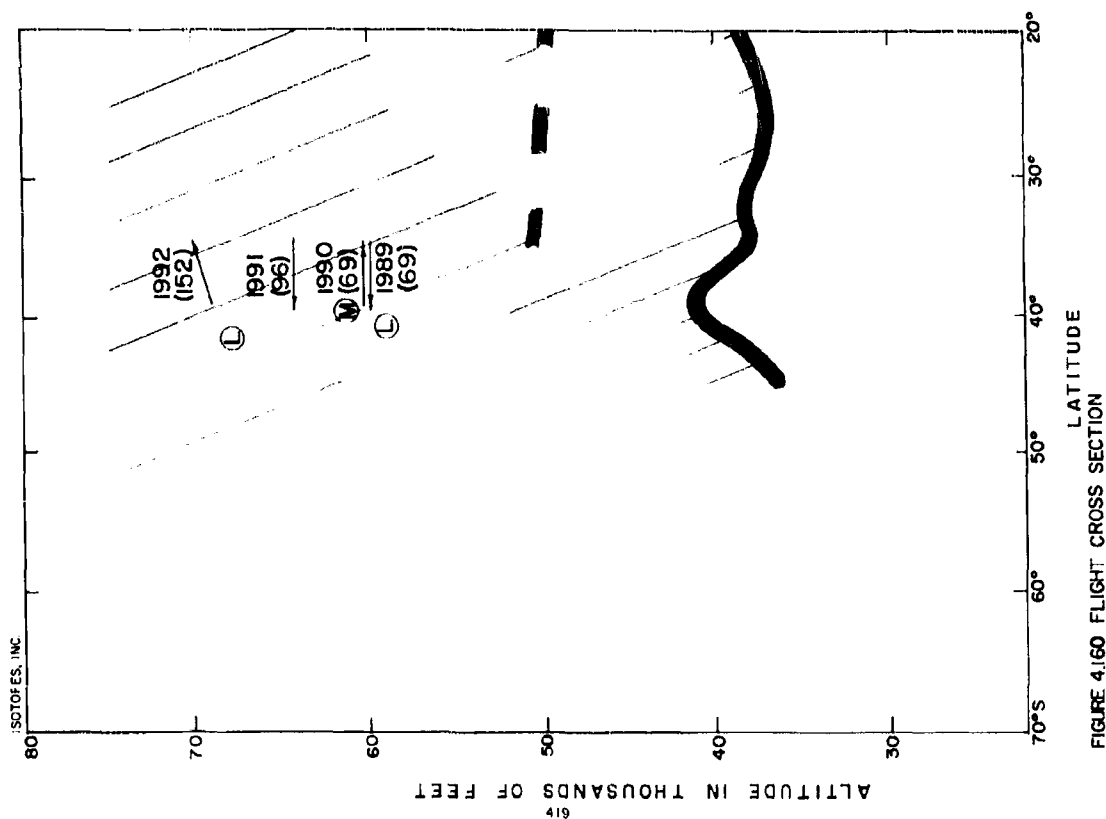 ISOTOPES, INC.
80
70
60
50
40
30
ALTITUDE IN THOUSANDS OF FEET
1992
(152)
1991
(96)
1990
(69)
1989
(69)
L
M
L
70°S
60°
50°
40°
30°
20°
LATITUDE
FIGURE 4.160 FLIGHT CROSS SECTION
419